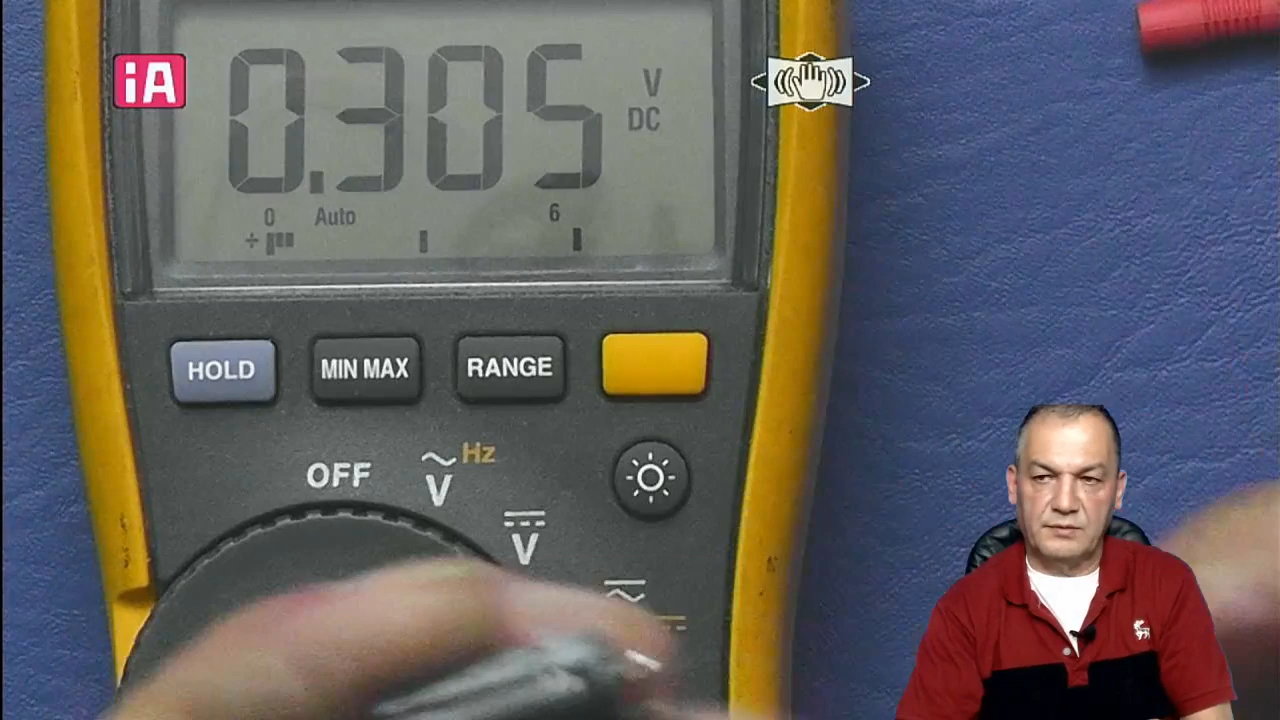 iA
0.305
V
DC
0 Auto 6
HOLD MIN MAX RANGE
OFF
V Hz
V